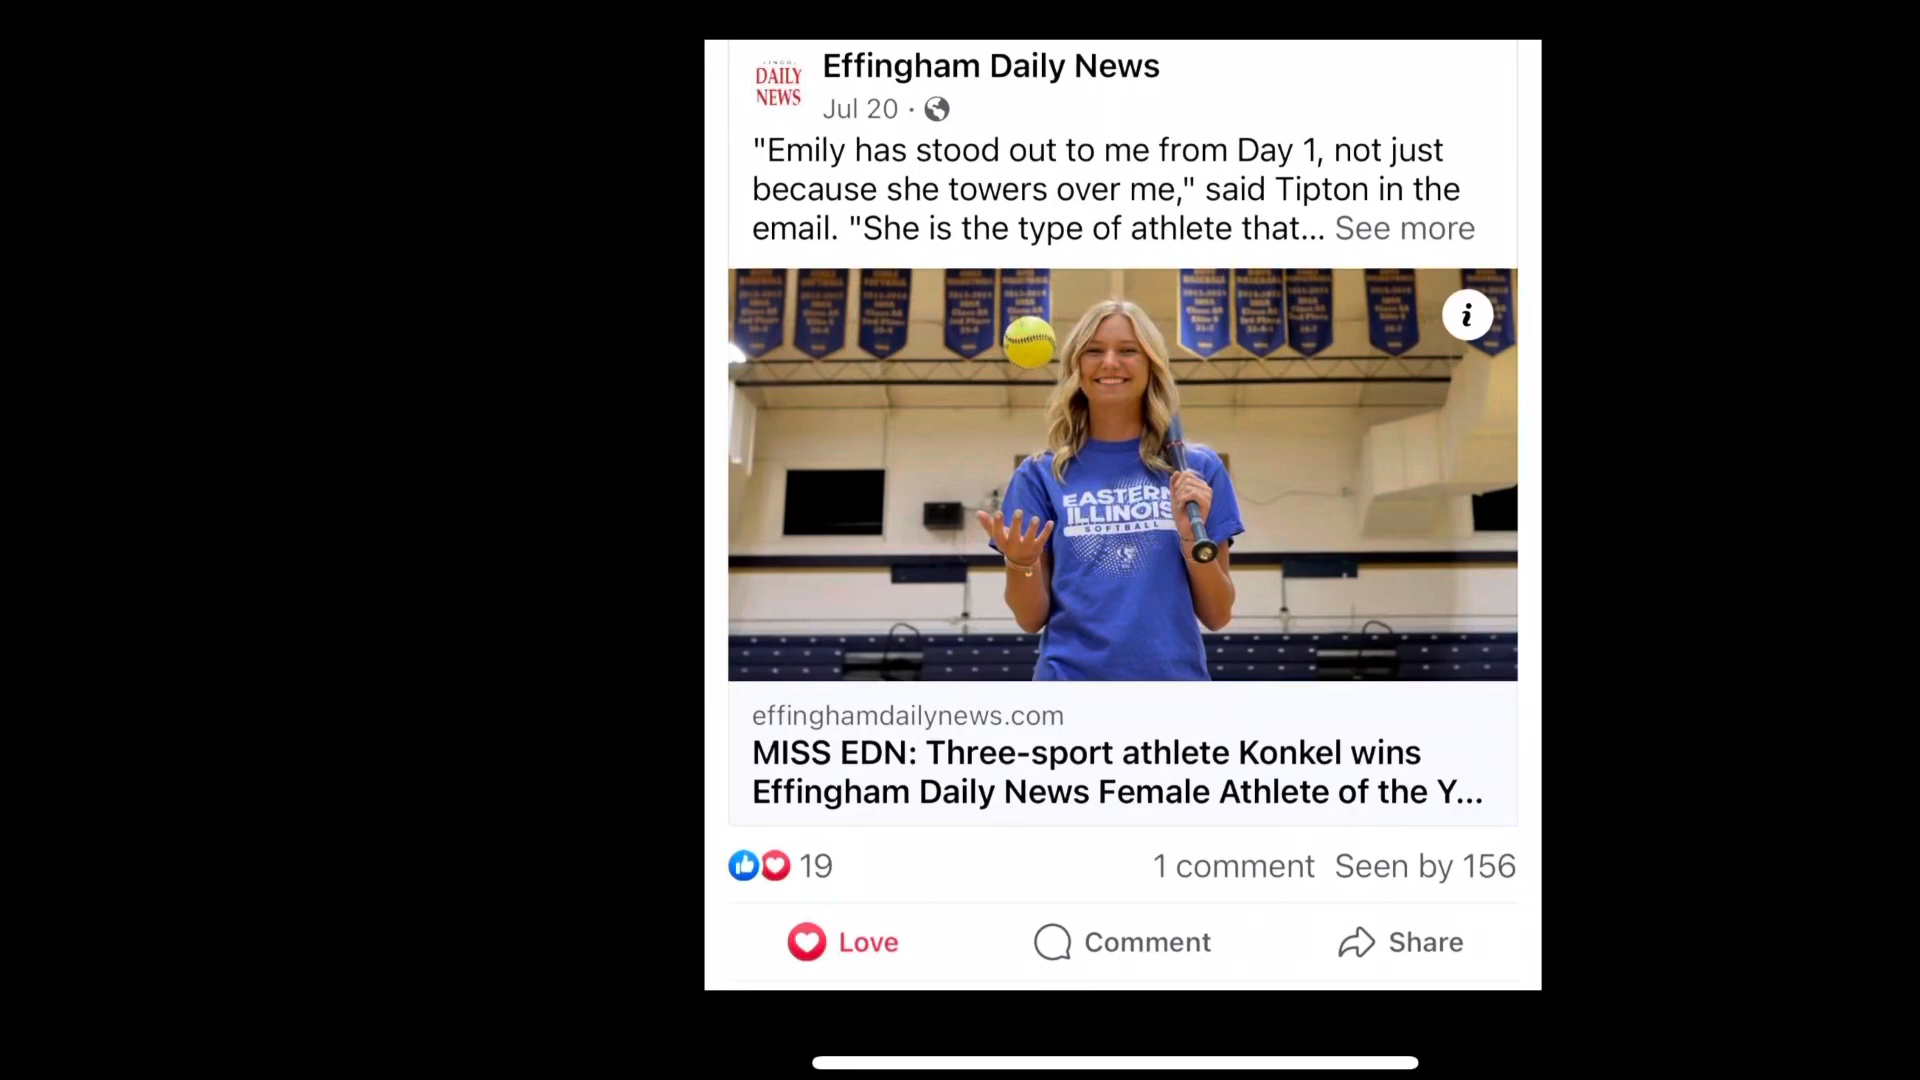 DAILY
NEWS
Effingham Daily News
Jul 20 ·
"Emily has stood out to me from Day 1, not just
because she towers over me," said Tipton in the
email. "She is the type of athlete that... See more
i
EASTERN
ILLINOIS
SOFTBALL
effinghamdailynews.com
MISS EDN: Three-sport athlete Konkel wins
Effingham Daily News Female Athlete of the Y...
19
1 comment Seen by 156
Love
Comment
Share